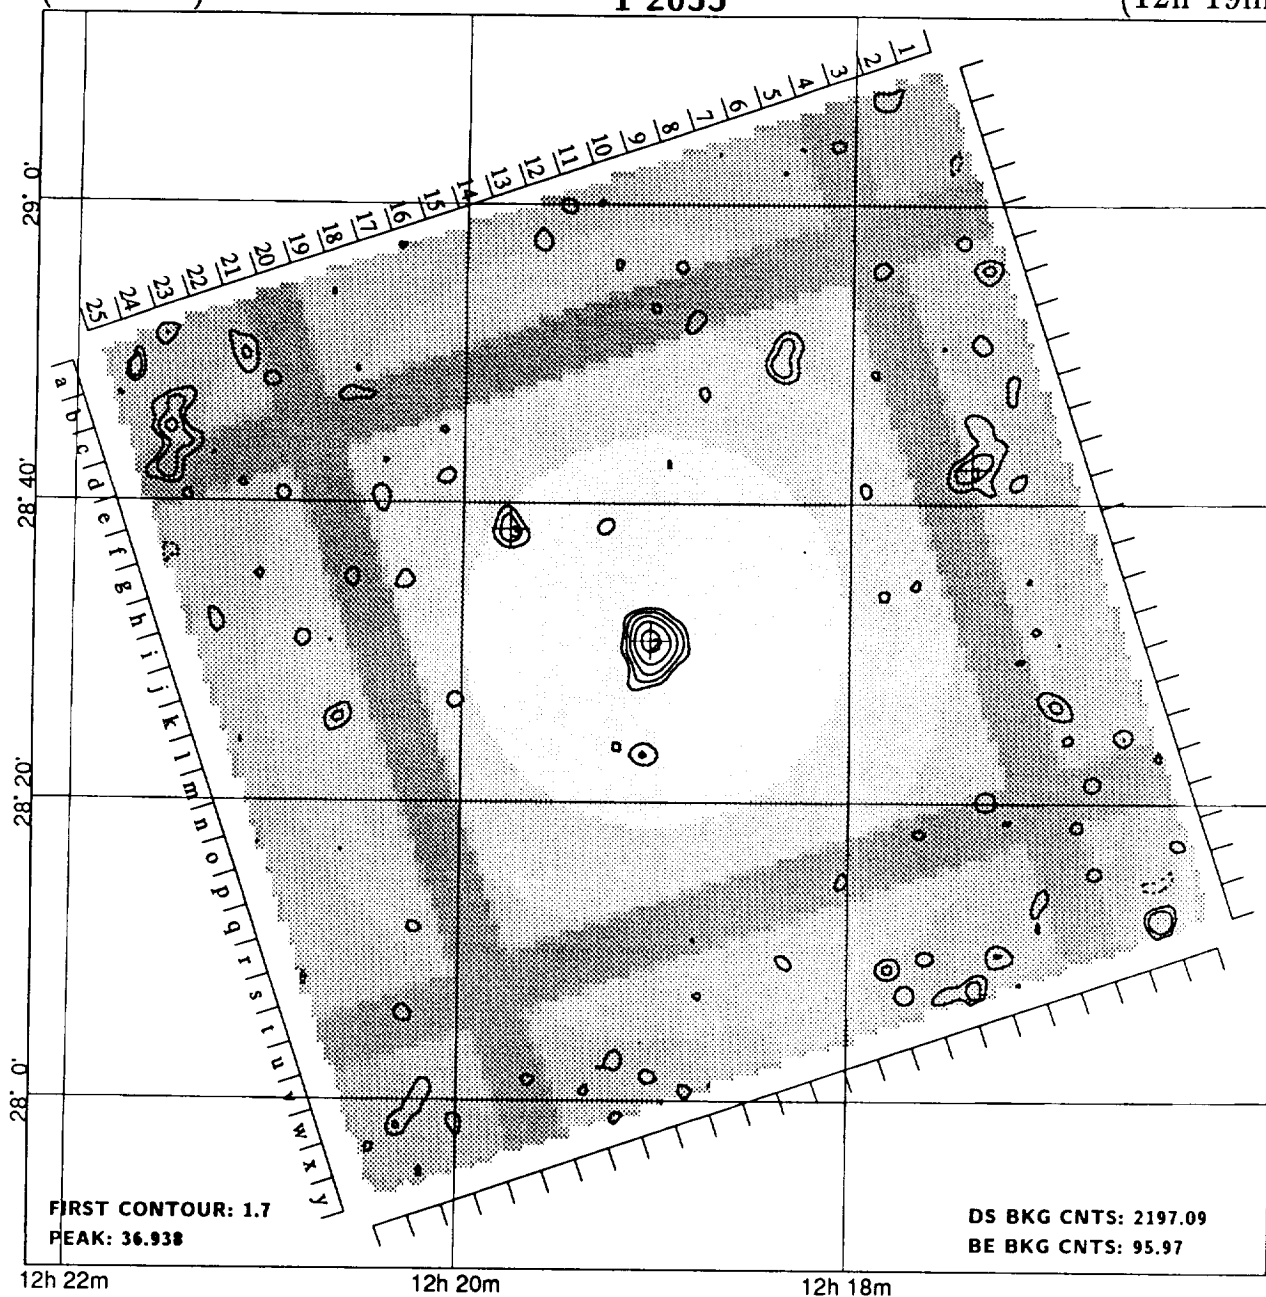 1 2 3 4 5 6 7 8 9 10 11 12 13 14 15 16 17 18 19 20 21 22 23 24 25
a b c d e f g h i j k l m n o p q r s t u v w x y
29° 0'
28° 40'
28° 20'
28° 0'
FIRST CONTOUR: 1.7
PEAK: 36.938
DS BKG CNTS: 2197.09
BE BKG CNTS: 95.97
12h 22m 12h 20m 12h 18m